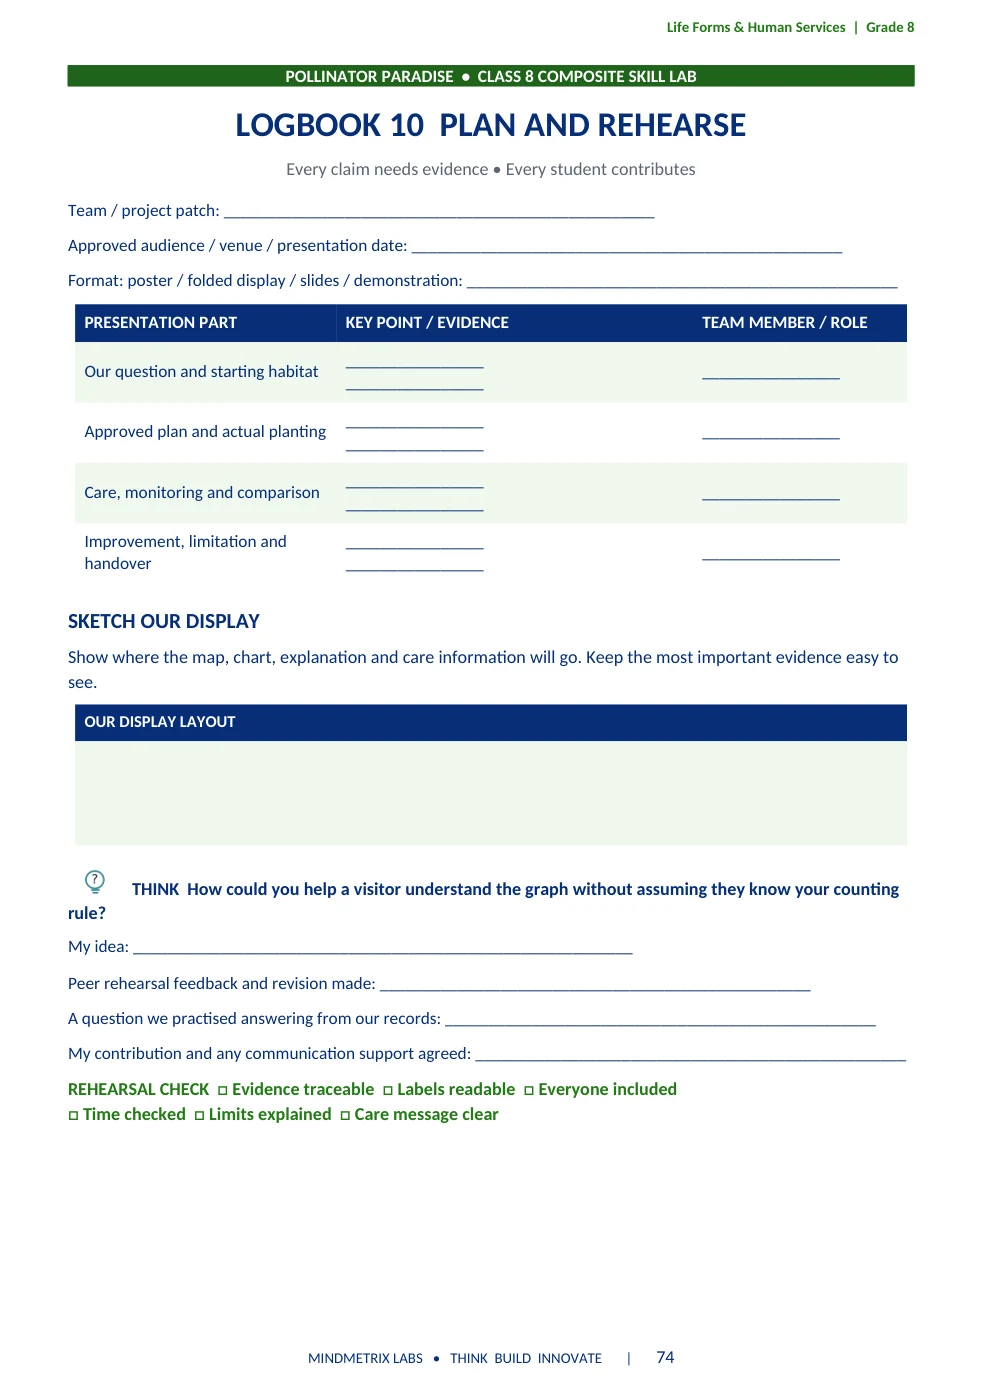 Life Forms & Human Services | Grade 8
POLLINATOR PARADISE ● CLASS 8 COMPOSITE SKILL LAB
LOGBOOK 10 PLAN AND REHEARSE
Every claim needs evidence • Every student contributes
Team / project patch: ___
Approved audience / venue / presentation date: ___
Format: poster / folded display / slides / demonstration: ___
PRESENTATION PART KEY POINT / EVIDENCE TEAM MEMBER / ROLE
Our question and starting habitat
Approved plan and actual planting
Care, monitoring and comparison
Improvement, limitation and
handover
SKETCH OUR DISPLAY
Show where the map, chart, explanation and care information will go. Keep the most important evidence easy to
see.
OUR DISPLAY LAYOUT
? THINK How could you help a visitor understand the graph without assuming they know your counting
rule?
My idea: ___
Peer rehearsal feedback and revision made: ___
A question we practised answering from our records: ___
My contribution and any communication support agreed: ___
REHEARSAL CHECK □ Evidence traceable □ Labels readable □ Everyone included
□ Time checked □ Limits explained □ Care message clear
MINDMETRIX LABS ● THINK BUILD INNOVATE | 74